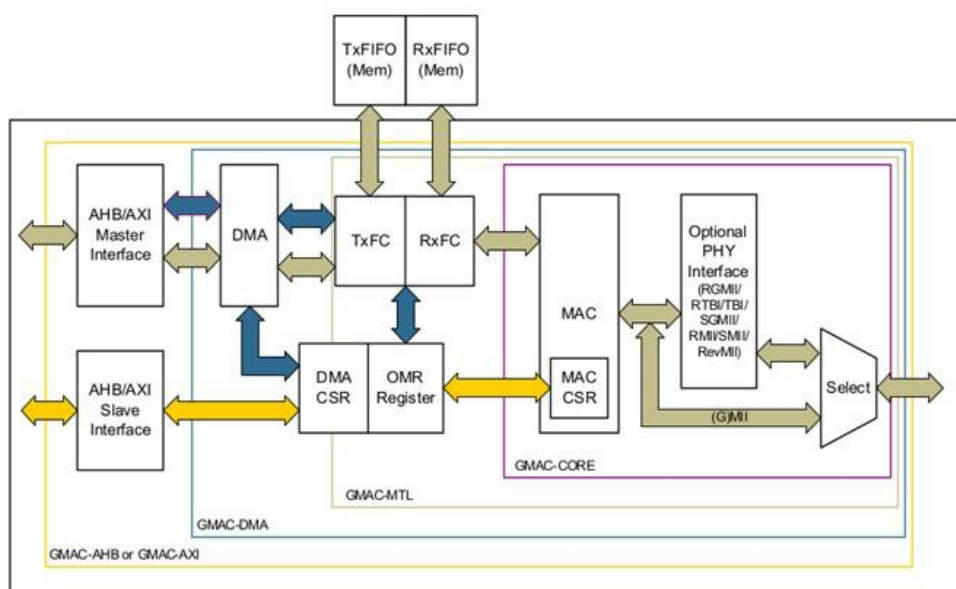 TxFIFO
(Mem)
RxFIFO
(Mem)
AHB/AXI
Master
Interface
DMA
TxFC
RxFC
MAC
Optional
PHY
Interface
(RGMII/
RTBI/TBI/
SGMII/
RMII/SMII/
RevMII)
AHB/AXI
Slave
Interface
DMA
CSR
OMR
Register
MAC
CSR
Select
(G)MII
GMAC-CORE
GMAC-MTL
GMAC-DMA
GMAC-AHB or GMAC-AXI